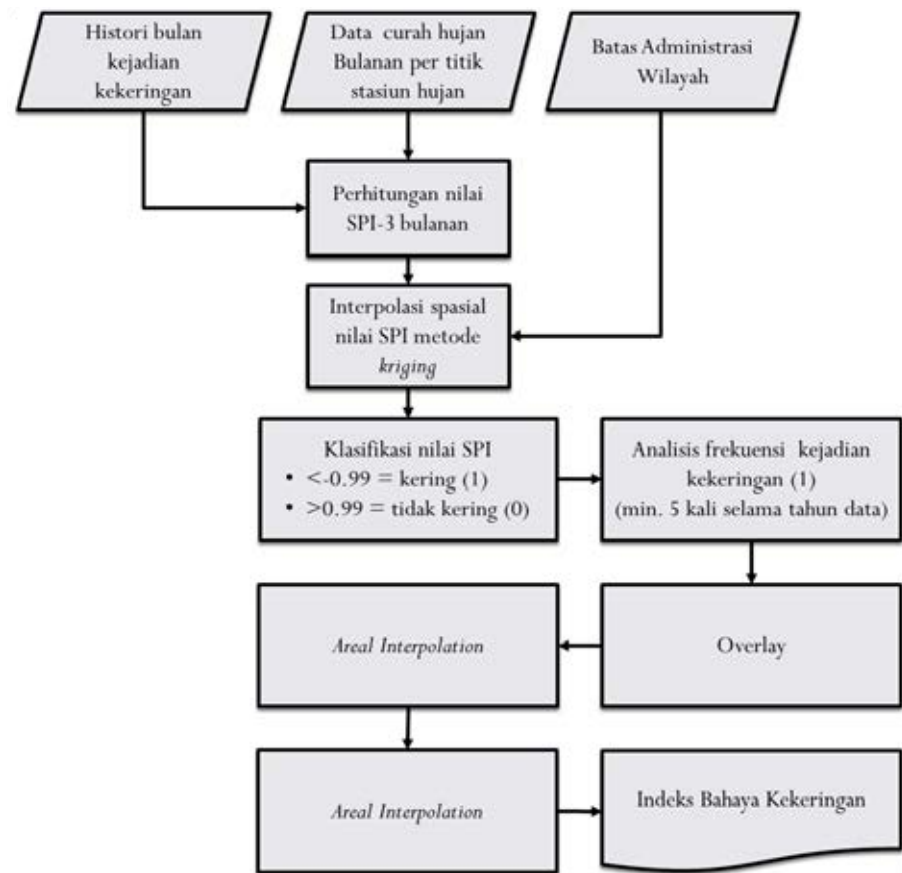 Histori bulan
kejadian
kekeringan
Data curah hujan
Bulanan per titik
stasiun hujan
Batas Administrasi
Wilayah
Perhitungan nilai
SPI-3 bulanan
Interpolasi spasial
nilai SPI metode
kriging
Klasifikasi nilai SPI
• <-0.99 = kering (1)
• >0.99 = tidak kering (0)
Analisis frekuensi kejadian
kekeringan (1)
(min. 5 kali selama tahun data)
Areal Interpolation
Overlay
Areal Interpolation
Indeks Bahaya Kekeringan